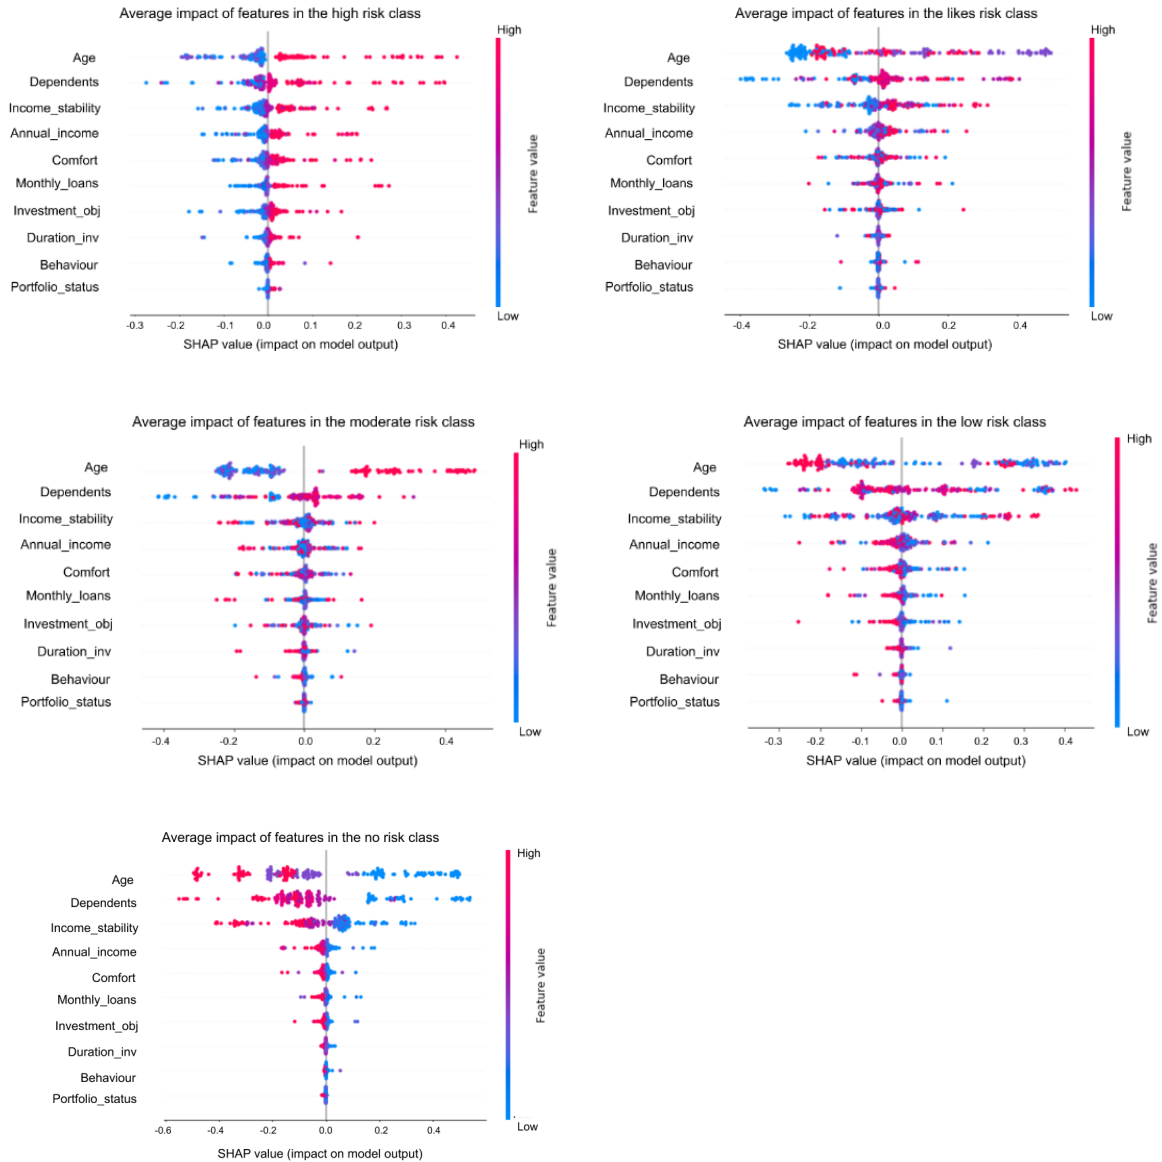 Average impact of features in the high risk class
High
Age
Dependents
Income_stability
Annual_income
Comfort
Monthly_loans
Investment_obj
Duration_inv
Behaviour
Portfolio_status
Feature value
Low
-0.3 -0.2 -0.1 0.0 0.1 0.2 0.3 0.4
SHAP value (impact on model output)
Average impact of features in the likes risk class
High
Age
Dependents
Income_stability
Annual_income
Comfort
Monthly_loans
Investment_obj
Duration_inv
Behaviour
Portfolio_status
Feature value
Low
-0.4 -0.2 0.0 0.2 0.4
SHAP value (impact on model output)
Average impact of features in the moderate risk class
High
Age
Dependents
Income_stability
Annual_income
Comfort
Monthly_loans
Investment_obj
Duration_inv
Behaviour
Portfolio_status
Feature value
Low
-0.4 -0.2 0.0 0.2 0.4
SHAP value (impact on model output)
Average impact of features in the low risk class
High
Age
Dependents
Income_stability
Annual_income
Comfort
Monthly_loans
Investment_obj
Duration_inv
Behaviour
Portfolio_status
Feature value
Low
-0.3 -0.2 -0.1 0.0 0.1 0.2 0.3 0.4
SHAP value (impact on model output)
Average impact of features in the no risk class
High
Age
Dependents
Income_stability
Annual_income
Comfort
Monthly_loans
Investment_obj
Duration_inv
Behaviour
Portfolio_status
Feature value
Low
-0.6 -0.4 -0.2 0.0 0.2 0.4
SHAP value (impact on model output)